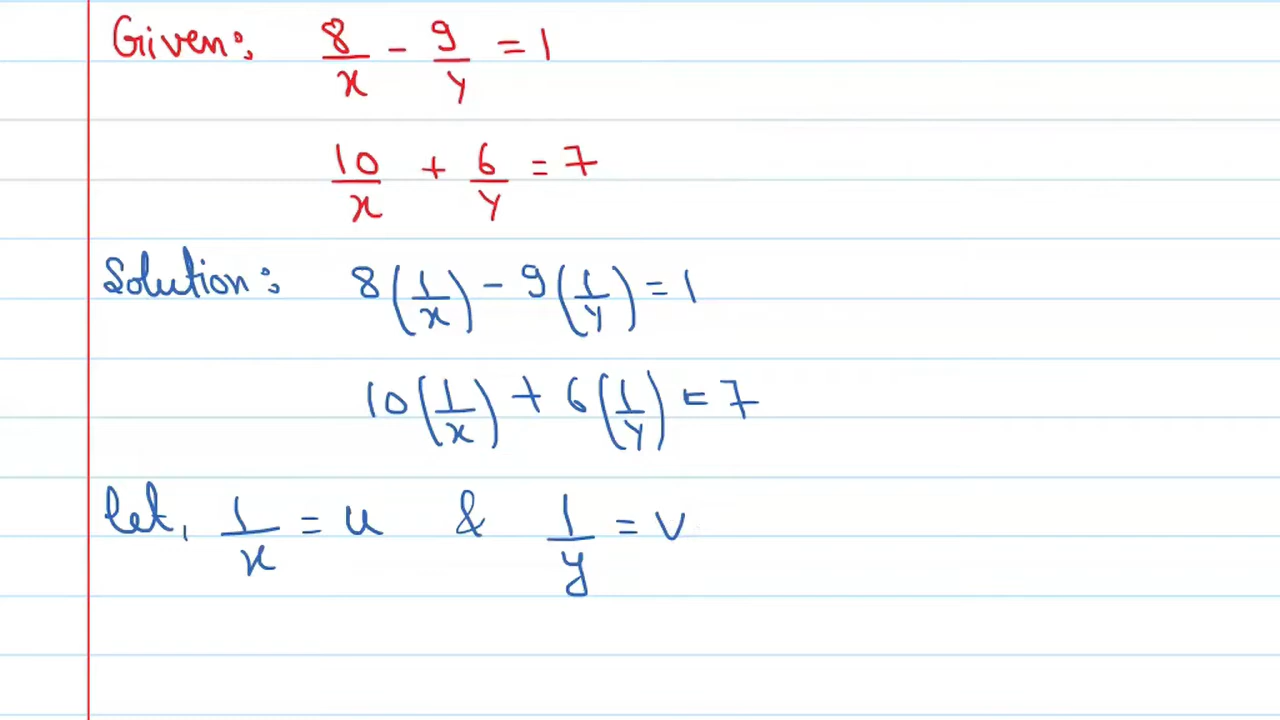 Given: 8/x - 9/y = 1
10/x + 6/y = 7
Solution: 8(1/x) - 9(1/y) = 1
10(1/x) + 6(1/y) = 7
let, 1/x = u & 1/y = v